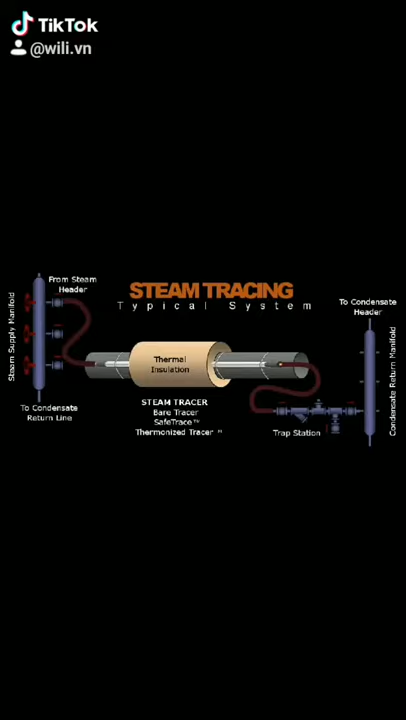 TikTok
@wili.vn
STEAM TRACING
Typical System
From Steam
Header
Steam Supply Manifold
To Condensate
Return Line
Thermal
Insulation
STEAM TRACER
Bare Tracer
SafeTrace™
Thermonized Tracer™
To Condensate
Header
Condensate Return Manifold
Trap Station